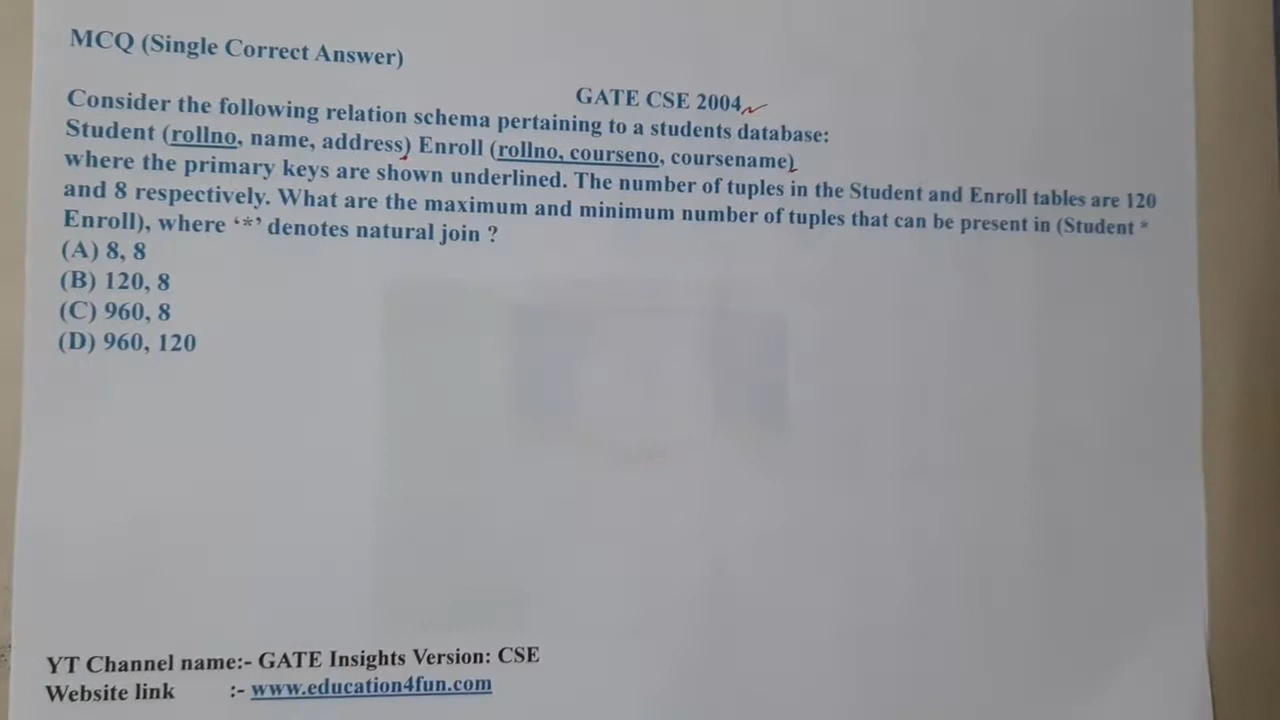 MCQ (Single Correct Answer)
GATE CSE 2004
Consider the following relation schema pertaining to a students database:
Student (rollno, name, address) Enroll (rollno, courseno, coursename)
where the primary keys are shown underlined. The number of tuples in the Student and Enroll tables are 120
and 8 respectively. What are the maximum and minimum number of tuples that can be present in (Student *
Enroll), where ‘*’ denotes natural join ?
(A) 8, 8
(B) 120, 8
(C) 960, 8
(D) 960, 120
YT Channel name:- GATE Insights Version: CSE
Website link :- www.education4fun.com